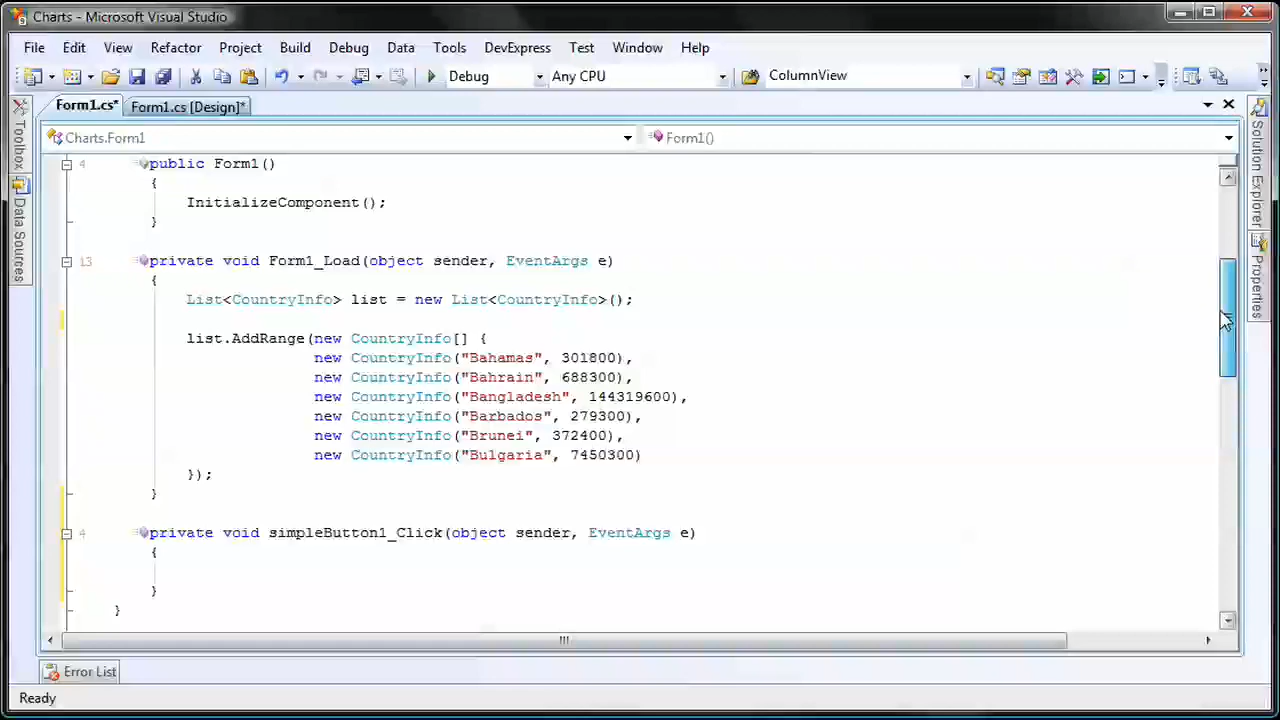 Charts - Microsoft Visual Studio
File Edit View Refactor Project Build Debug Data Tools DevExpress Test Window Help
Debug Any CPU ColumnView
Form1.cs* Form1.cs [Design]*
Charts.Form1 Form1()
Toolbox
Data Sources
Solution Explorer
Properties
4 public Form1()
{
InitializeComponent();
}
13 private void Form1_Load(object sender, EventArgs e)
{
List<CountryInfo> list = new List<CountryInfo>();
list.AddRange(new CountryInfo[] {
new CountryInfo("Bahamas", 301800),
new CountryInfo("Bahrain", 688300),
new CountryInfo("Bangladesh", 144319600),
new CountryInfo("Barbados", 279300),
new CountryInfo("Brunei", 372400),
new CountryInfo("Bulgaria", 7450300)
});
}
4 private void simpleButton1_Click(object sender, EventArgs e)
{
}
}
Error List
Ready